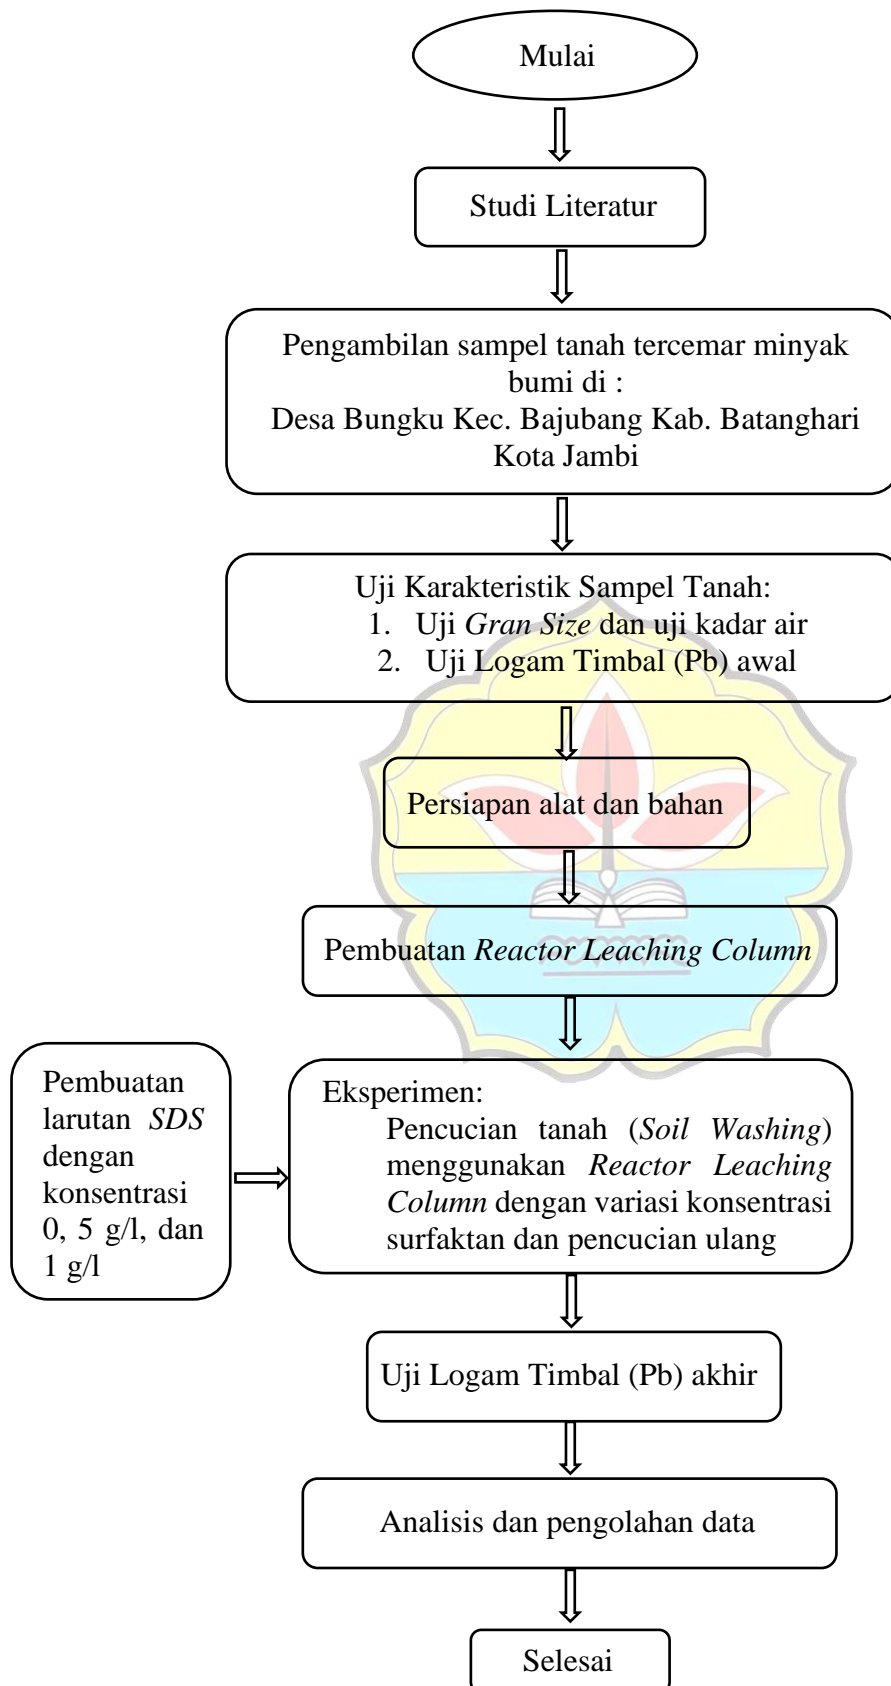 Mulai
Studi Literatur
Pengambilan sampel tanah tercemar minyak
bumi di :
Desa Bungku Kec. Bajubang Kab. Batanghari
Kota Jambi
Uji Karakteristik Sampel Tanah:
1. Uji Gran Size dan uji kadar air
2. Uji Logam Timbal (Pb) awal
Persiapan alat dan bahan
Pembuatan Reactor Leaching Column
Pembuatan
larutan SDS
dengan
konsentrasi
0, 5 g/l, dan
1 g/l
Eksperimen:
Pencucian tanah (Soil Washing)
menggunakan Reactor Leaching
Column dengan variasi konsentrasi
surfaktan dan pencucian ulang
Uji Logam Timbal (Pb) akhir
Analisis dan pengolahan data
Selesai